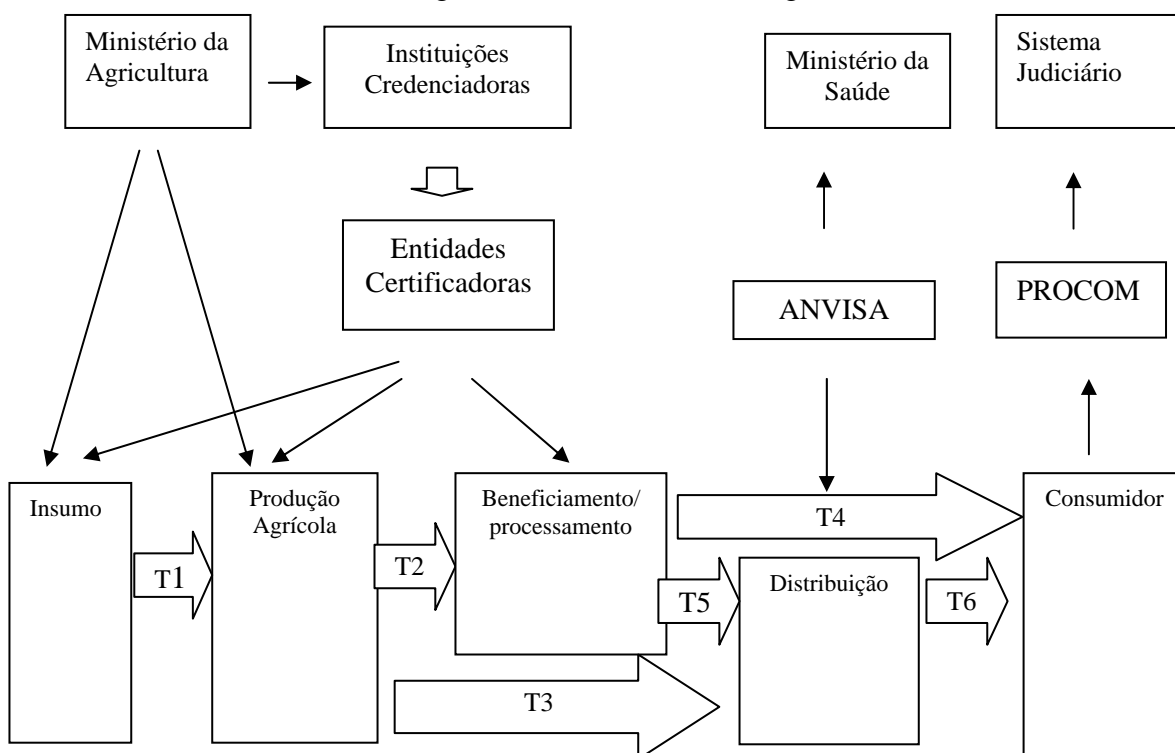 Ministério da
Agricultura
Instituições
Credenciadoras
Ministério da
Saúde
Sistema
Judiciário
Entidades
Certificadoras
ANVISA
PROCOM
Insumo
Produção
Agrícola
Beneficiamento/
processamento
Consumidor
T4
T1
T2
T5
Distribuição
T6
T3